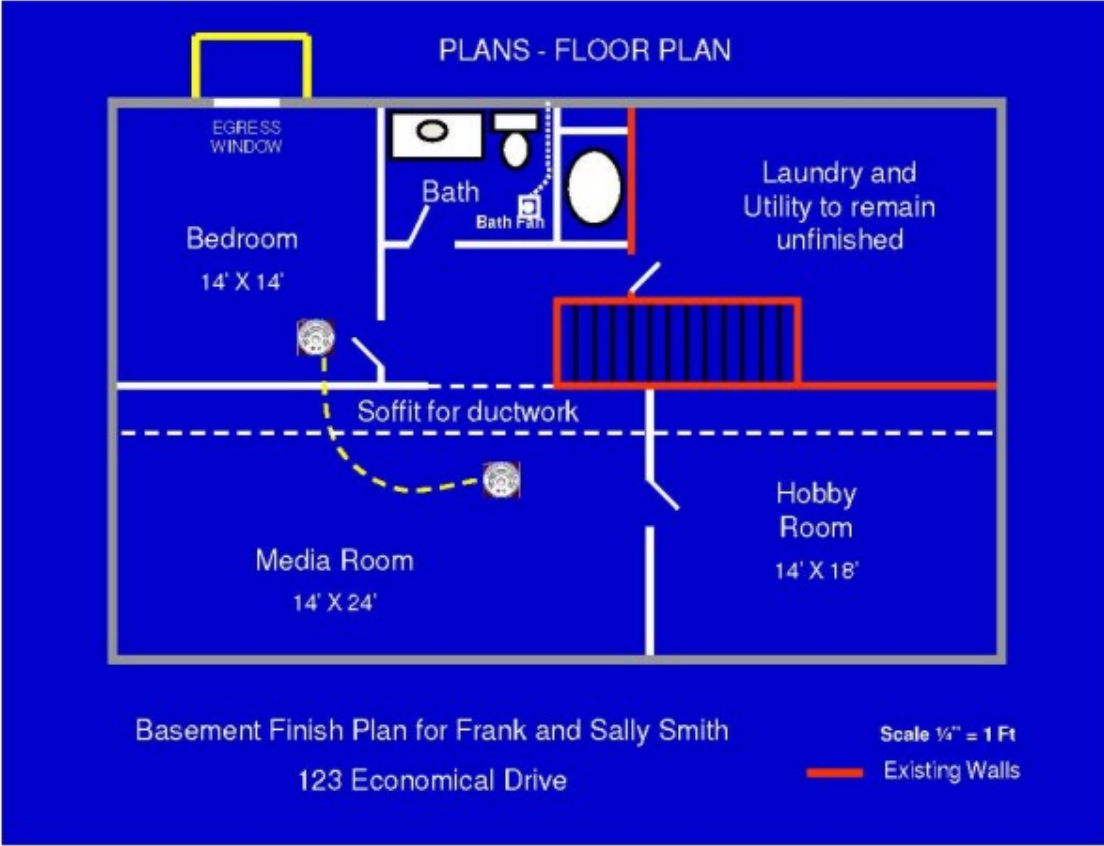 PLANS - FLOOR PLAN
EGRESS
WINDOW
Bath
Bath Fan
Laundry and
Utility to remain
unfinished
Bedroom
14' X 14'
Soffit for ductwork
Hobby
Room
14' X 18'
Media Room
14' X 24'
Basement Finish Plan for Frank and Sally Smith
123 Economical Drive
Scale ¼" = 1 Ft
Existing Walls